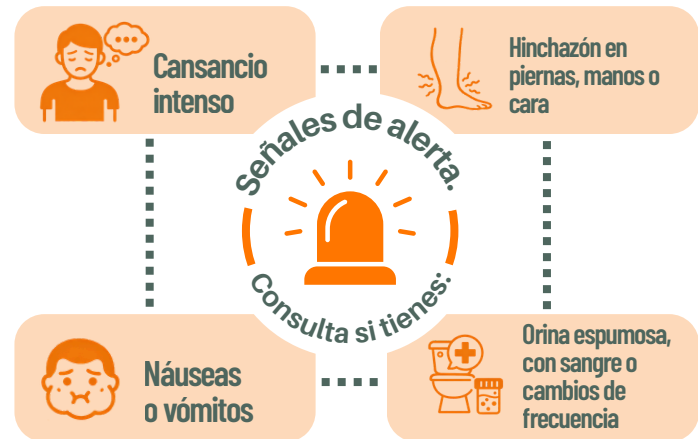 Cansancio
intenso
Hinchazón en
piernas, manos o
cara
Señales de alerta.
Consulta si tienes:
Náuseas
o vómitos
Orina espumosa,
con sangre o
cambios de
frecuencia